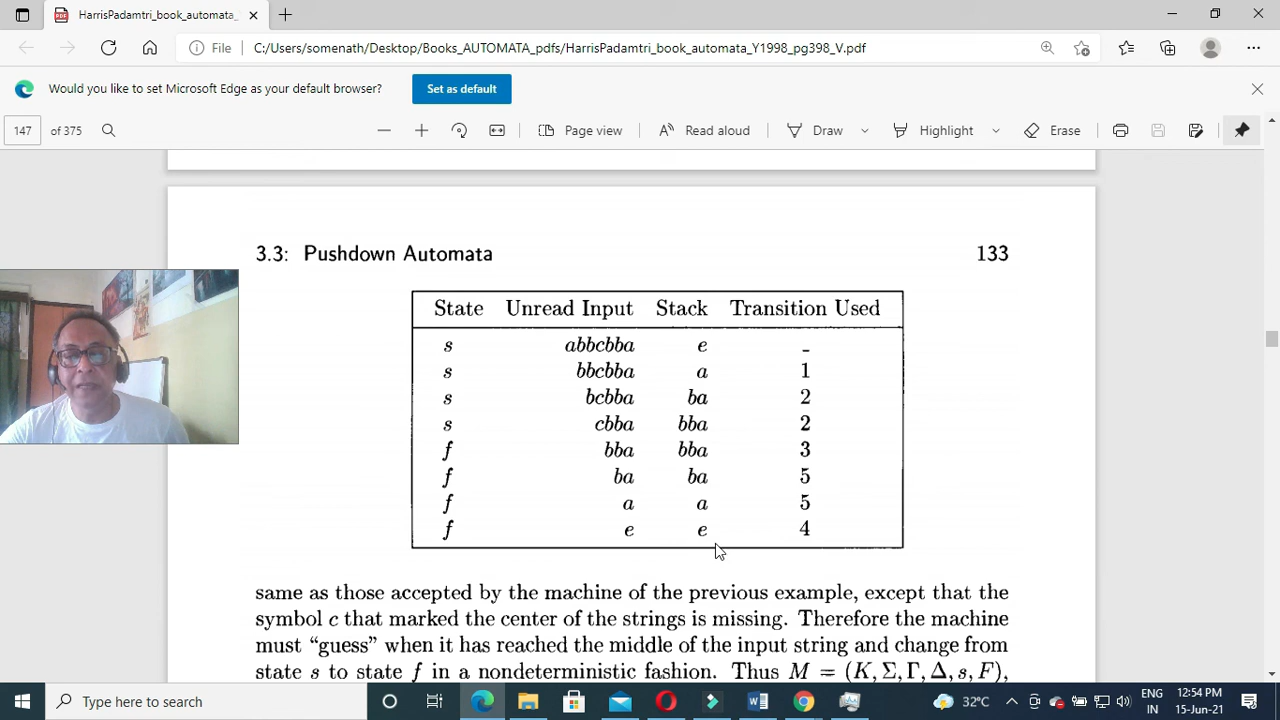 HarrisPadamtri_book_automata_
File
C:/Users/somenath/Desktop/Books_AUTOMATA_pdfs/HarrisPadamtri_book_automata_Y1998_pg398_V.pdf
Would you like to set Microsoft Edge as your default browser?
Set as default
147 of 375
Page view
Read aloud
Draw
Highlight
Erase
3.3: Pushdown Automata 133
State Unread Input Stack Transition Used
s abbcbba e –
s bbcbba a 1
s bcbba ba 2
s cbba bba 2
f bba bba 3
f ba ba 5
f a a 5
f e e 4
same as those accepted by the machine of the previous example, except that the
symbol c that marked the center of the strings is missing. Therefore the machine
must “guess” when it has reached the middle of the input string and change from
state s to state f in a nondeterministic fashion. Thus M = (K, Σ, Γ, Δ, s, F),
Type here to search
32°C
ENG
IN
12:54 PM
15-Jun-21